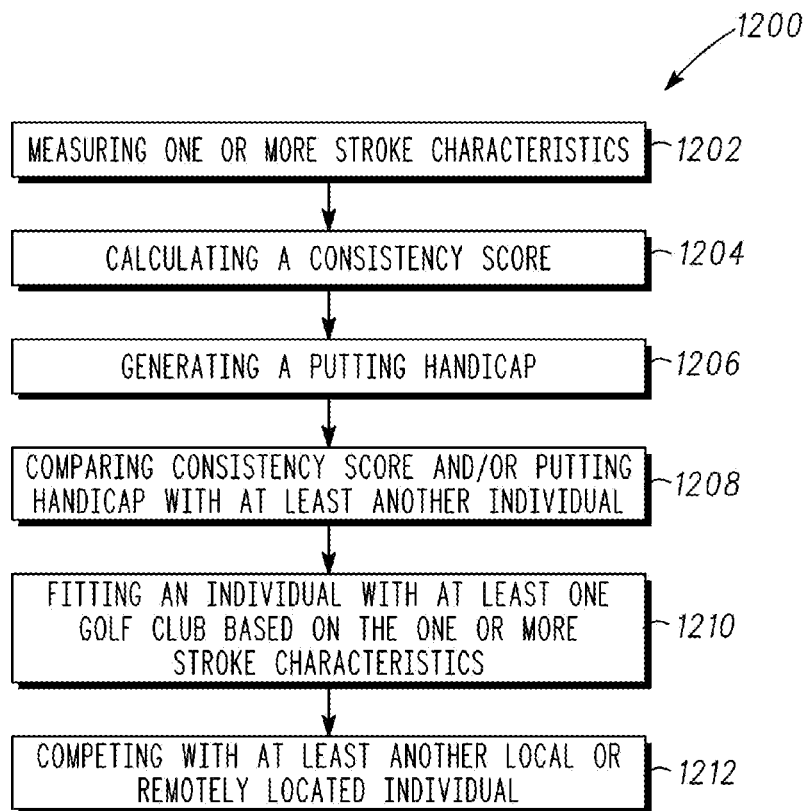 1200
MEASURING ONE OR MORE STROKE CHARACTERISTICS
1202
CALCULATING A CONSISTENCY SCORE
1204
GENERATING A PUTTING HANDICAP
1206
COMPARING CONSISTENCY SCORE AND/OR PUTTING
HANDICAP WITH AT LEAST ANOTHER INDIVIDUAL
1208
FITTING AN INDIVIDUAL WITH AT LEAST ONE
GOLF CLUB BASED ON THE ONE OR MORE
STROKE CHARACTERISTICS
1210
COMPETING WITH AT LEAST ANOTHER LOCAL OR
REMOTELY LOCATED INDIVIDUAL
1212